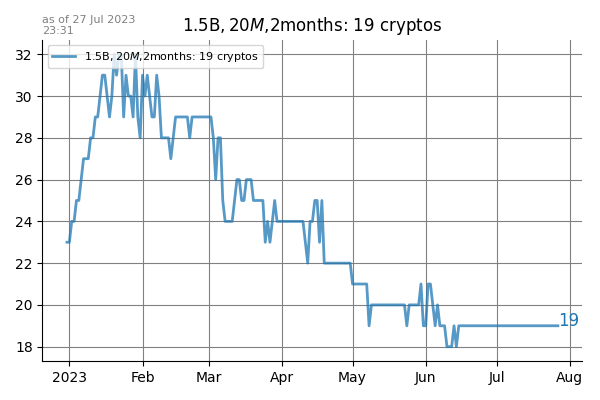 as of 27 Jul 2023
23:31
1.5B, 20M,2months: 19 cryptos
1.5B, 20M,2months: 19 cryptos
32
30
28
26
24
22
20
18
19
2023 Feb Mar Apr May Jun Jul Aug